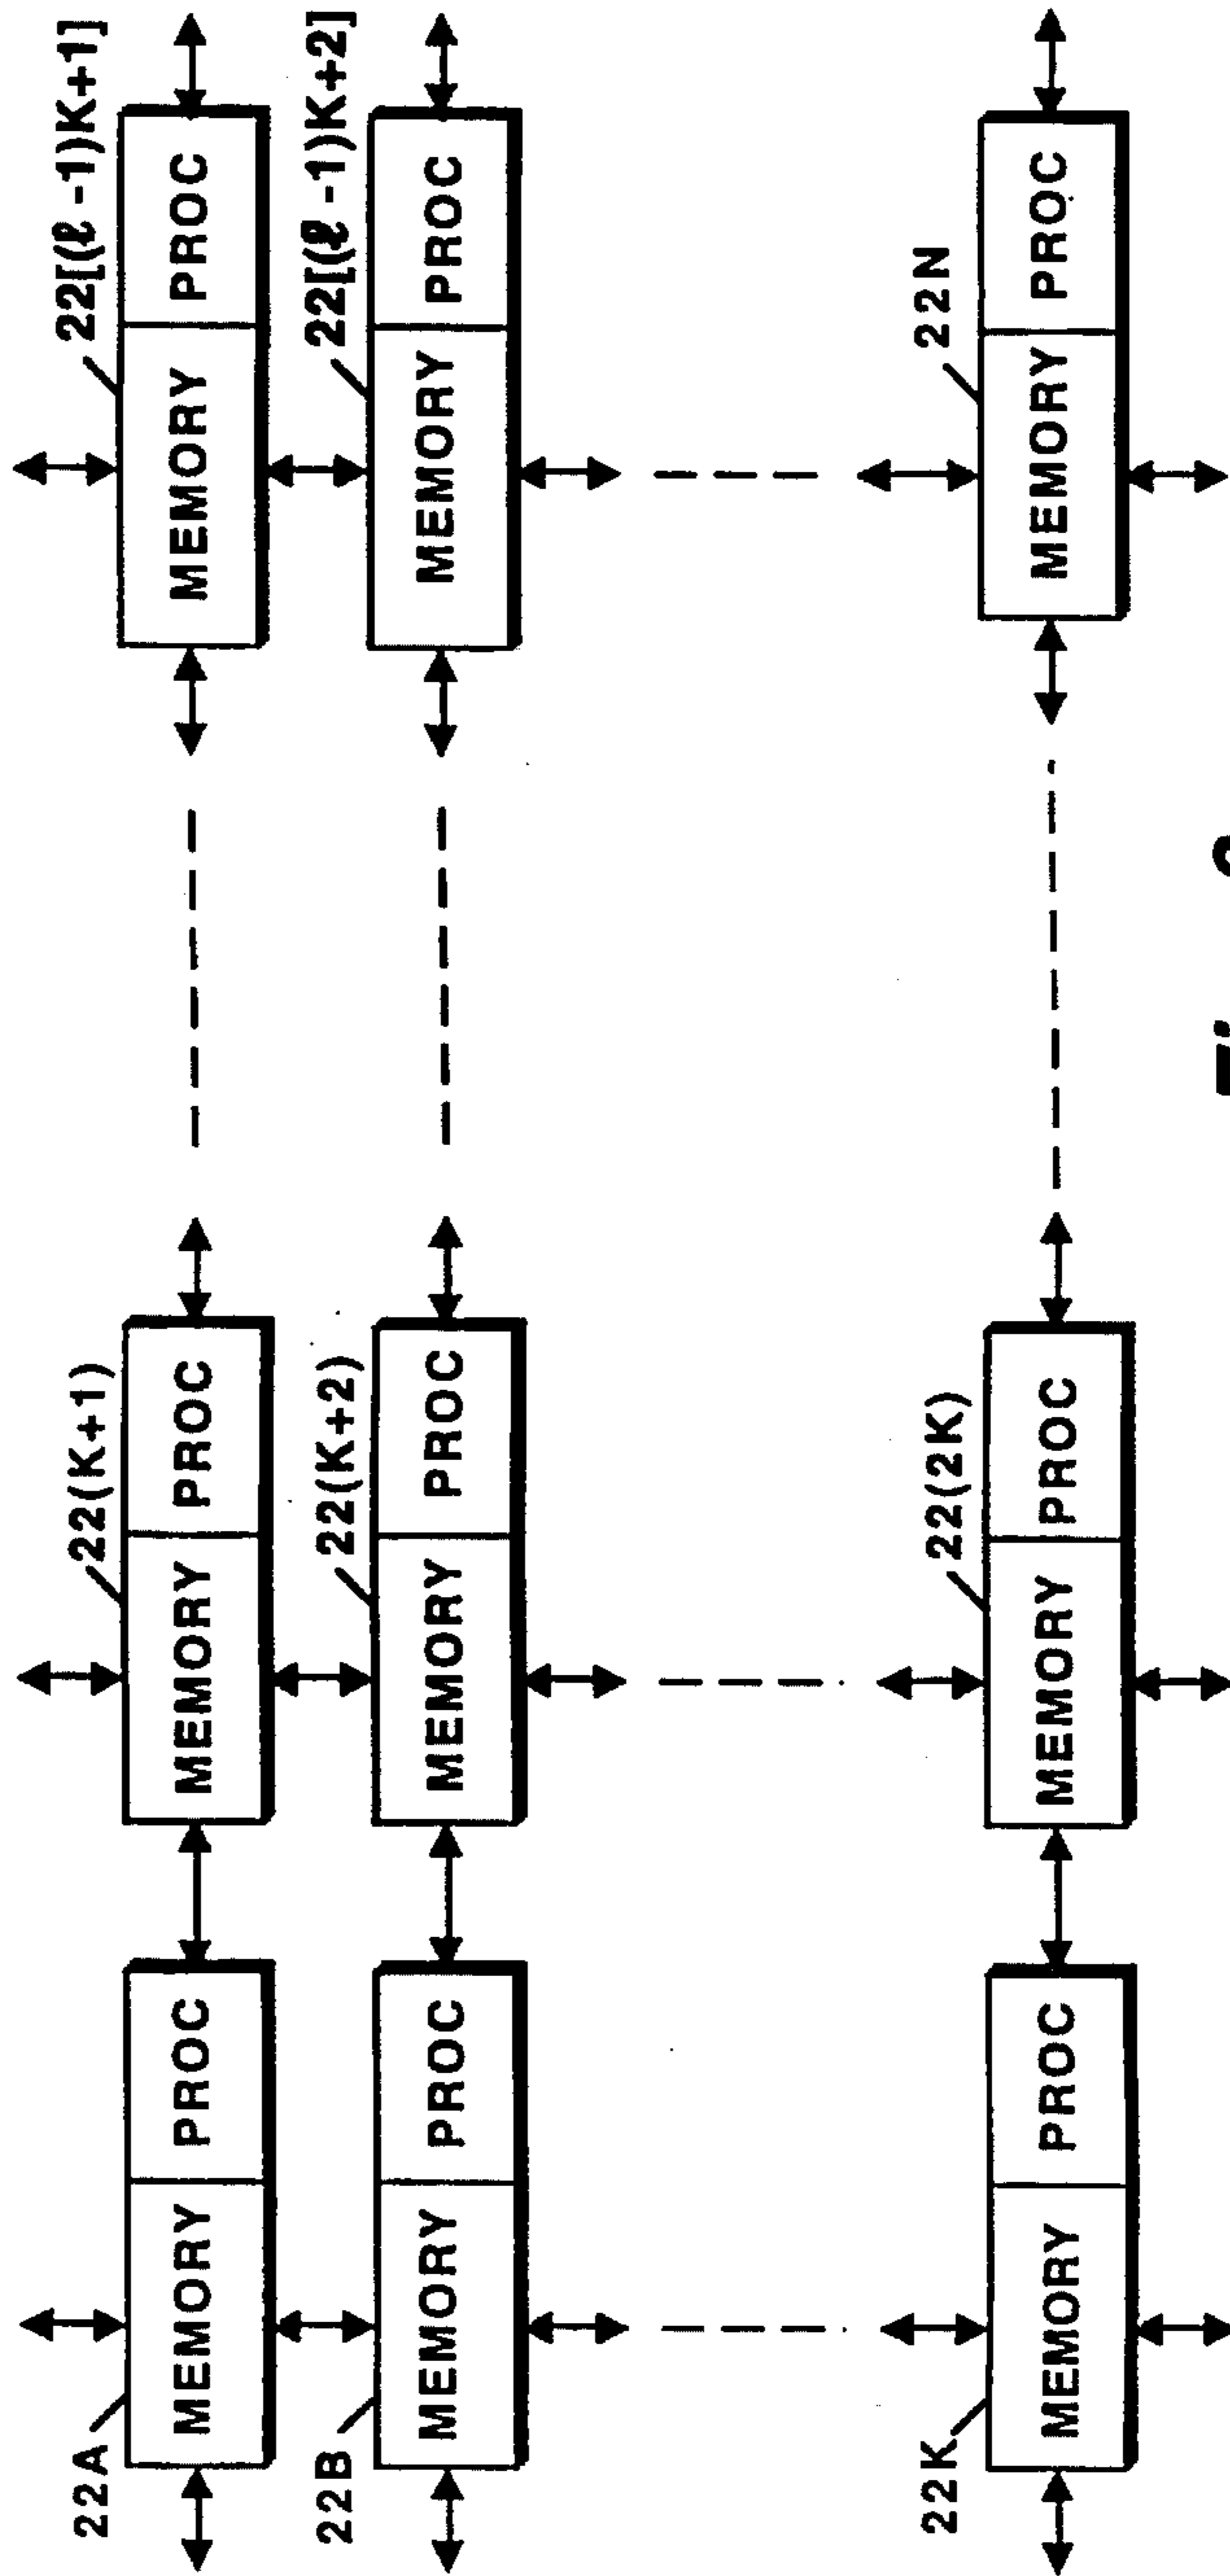 22A
MEMORY PROC
22(K+1)
MEMORY PROC
22[(ℓ -1)K+1]
MEMORY PROC
22B
MEMORY PROC
22(K+2)
MEMORY PROC
22[(ℓ -1)K+2]
MEMORY PROC
22K
MEMORY PROC
22(2K)
MEMORY PROC
22N
MEMORY PROC